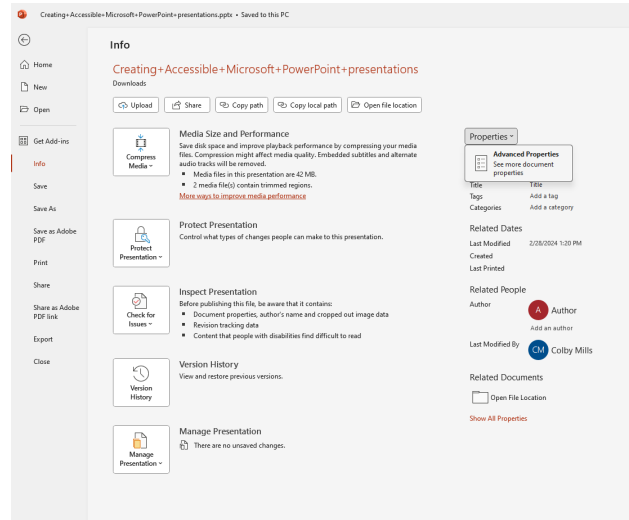 Creating+Accessible+Microsoft+PowerPoint+presentations.pptx • Saved to this PC
Home
New
Open
Get Add-ins
Info
Save
Save As
Save as Adobe
PDF
Print
Share
Share as Adobe
PDF link
Export
Close
Info
Creating+Accessible+Microsoft+PowerPoint+presentations
Downloads
Upload
Share
Copy path
Copy local path
Open file location
Compress
Media
Media Size and Performance
Save disk space and improve playback performance by compressing your media
files. Compression might affect media quality. Embedded subtitles and alternate
audio tracks will be removed.
▪ Media files in this presentation are 42 MB.
▪ 2 media file(s) contain trimmed regions.
More ways to improve media performance
Protect
Presentation
Protect Presentation
Control what types of changes people can make to this presentation.
Check for
Issues
Inspect Presentation
Before publishing this file, be aware that it contains:
▪ Document properties, author's name and cropped out image data
▪ Revision tracking data
▪ Content that people with disabilities find difficult to read
Version
History
Version History
View and restore previous versions.
Manage
Presentation
Manage Presentation
There are no unsaved changes.
Properties
Advanced Properties
See more document
properties
Title Title
Tags Add a tag
Categories Add a category
Related Dates
Last Modified 2/28/2024 1:20 PM
Created
Last Printed
Related People
Author A Author
Add an author
Last Modified By CM Colby Mills
Related Documents
Open File Location
Show All Properties